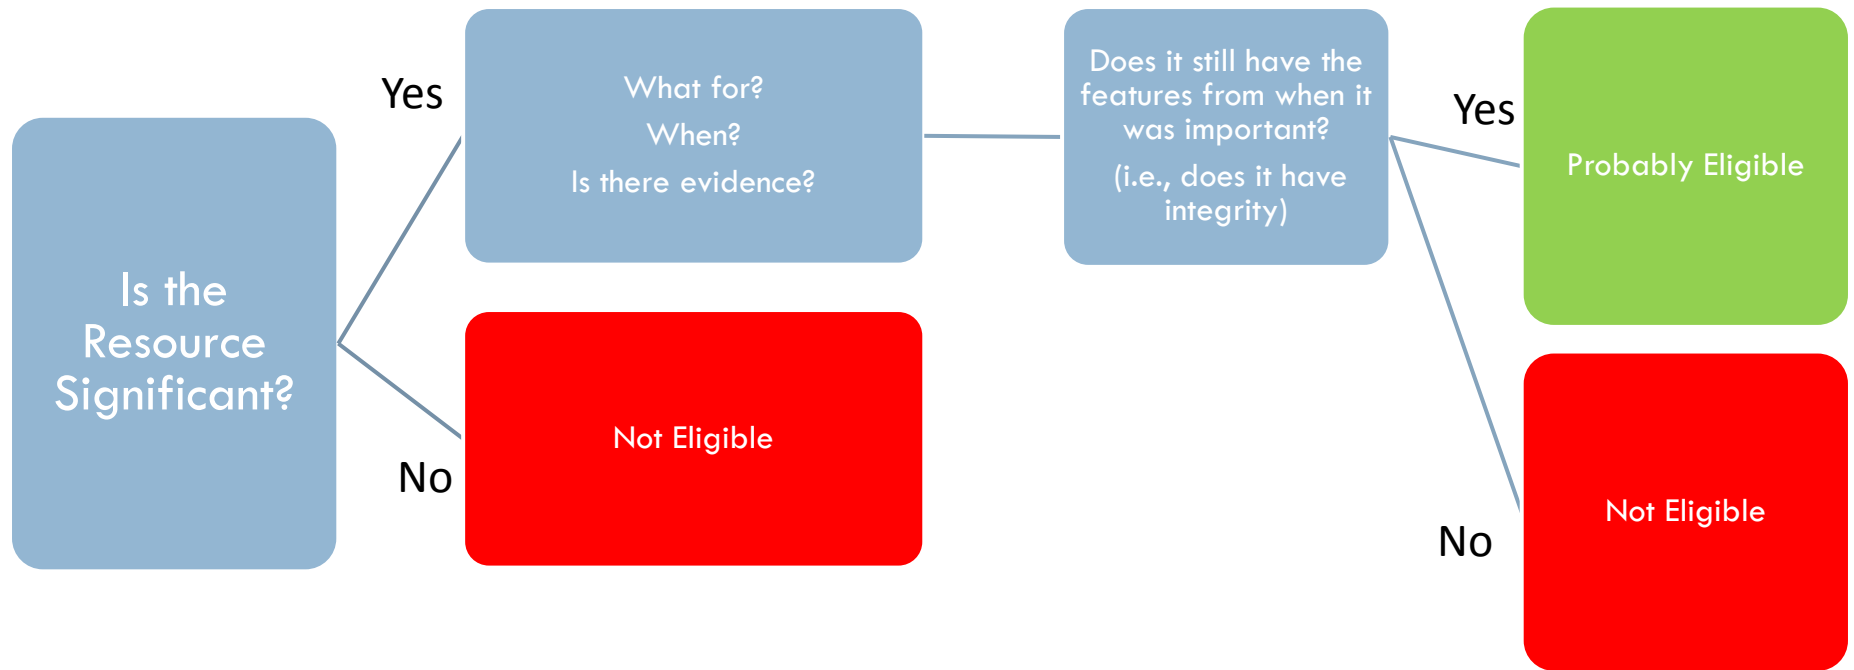 Is the
Resource
Significant?
Yes
What for?
When?
Is there evidence?
No
Not Eligible
Does it still have the
features from when it
was important?
(i.e., does it have
integrity)
Yes
Probably Eligible
No
Not Eligible